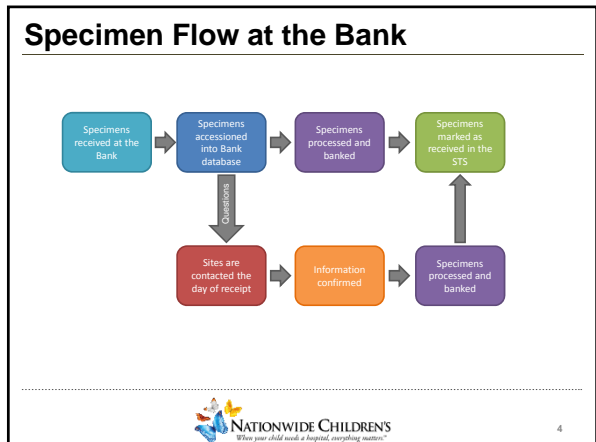 Specimen Flow at the Bank
Specimens
received at the
Bank
Specimens
accessioned
into Bank
database
Specimens
processed and
banked
Specimens
marked as
received in the
STS
Questions
Sites are
contacted the
day of receipt
Information
confirmed
Specimens
processed and
banked
NATIONWIDE CHILDREN'S
When your child needs a hospital, everything matters.
4